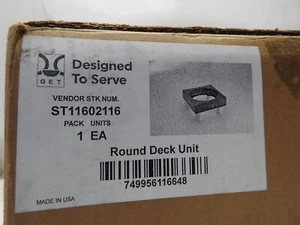 GET
Designed
To Serve
VENDOR STK NUM.
ST11602116
PACK UNITS
1 EA
Round Deck Unit
749956116648
MADE IN USA